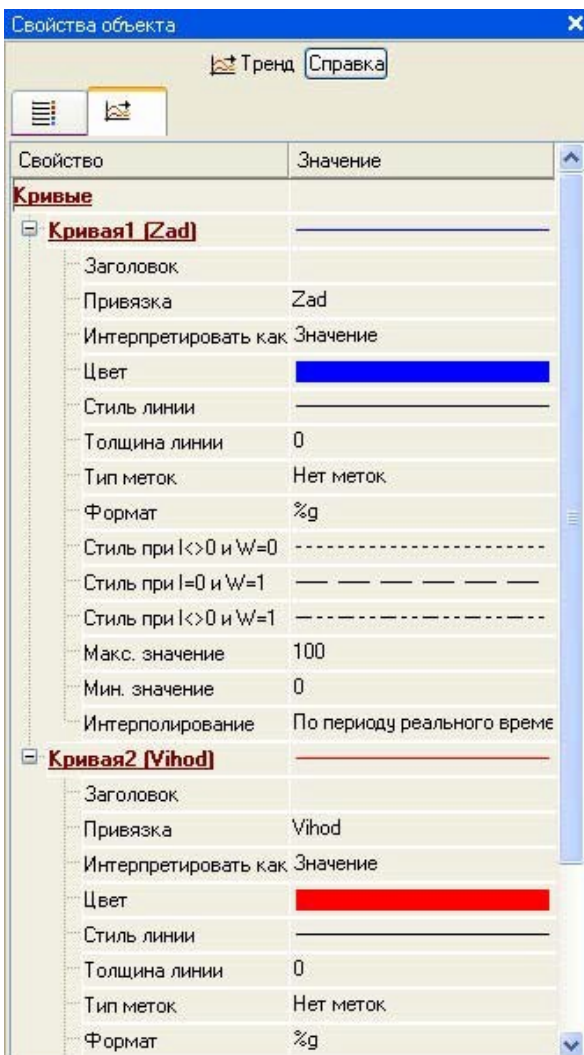 Свойства объекта
Тренд Справка
Свойство Значение
Кривые
Кривая1 (Zad)
Заголовок
Привязка Zad
Интерпретировать как Значение
Цвет
Стиль линии
Толщина линии 0
Тип меток Нет меток
Формат %g
Стиль при I<>0 и W=0
Стиль при I=0 и W=1
Стиль при I<>0 и W=1
Макс. значение 100
Мин. значение 0
Интерполирование По периоду реального време
Кривая2 (Vihod)
Заголовок
Привязка Vihod
Интерпретировать как Значение
Цвет
Стиль линии
Толщина линии 0
Тип меток Нет меток
Формат %g